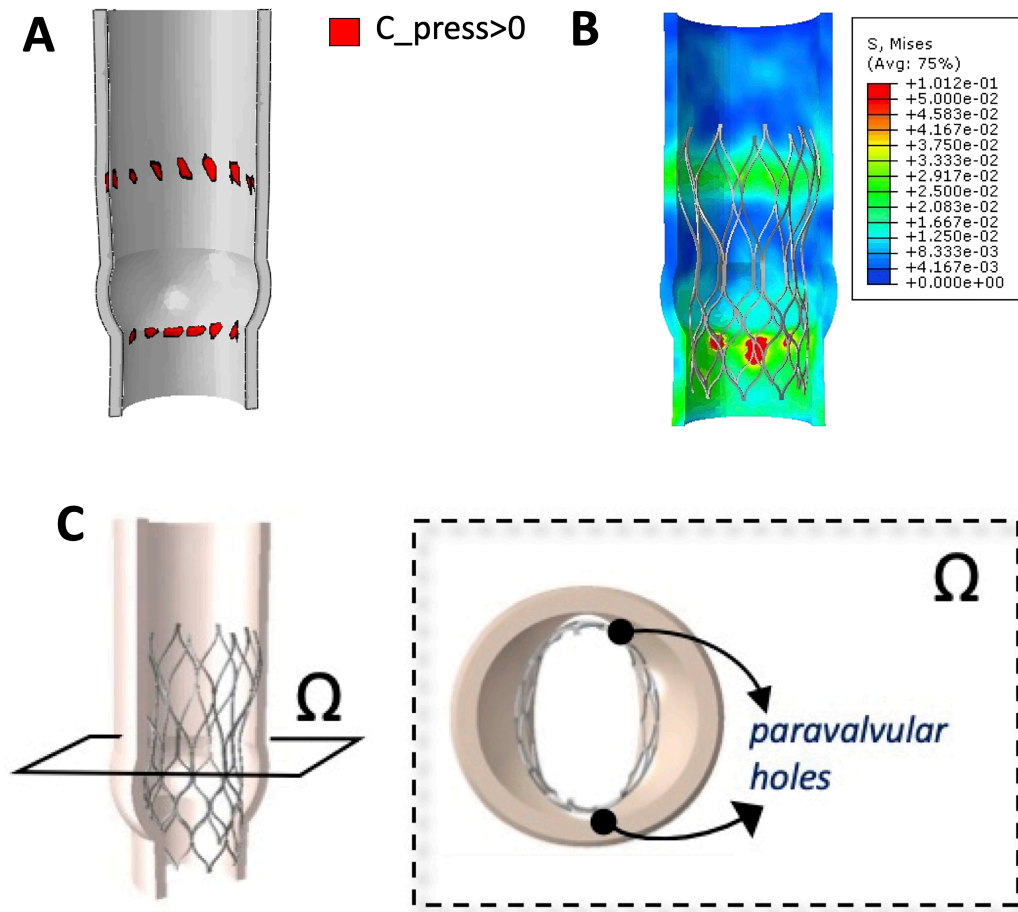 A
C_press>0
B
S, Mises
(Avg: 75%)
+1.012e-01
+5.000e-02
+4.583e-02
+4.167e-02
+3.750e-02
+3.333e-02
+2.917e-02
+2.500e-02
+2.083e-02
+1.667e-02
+1.250e-02
+8.333e-03
+4.167e-03
+0.000e+00
C
Ω
Ω
paravalvular
holes